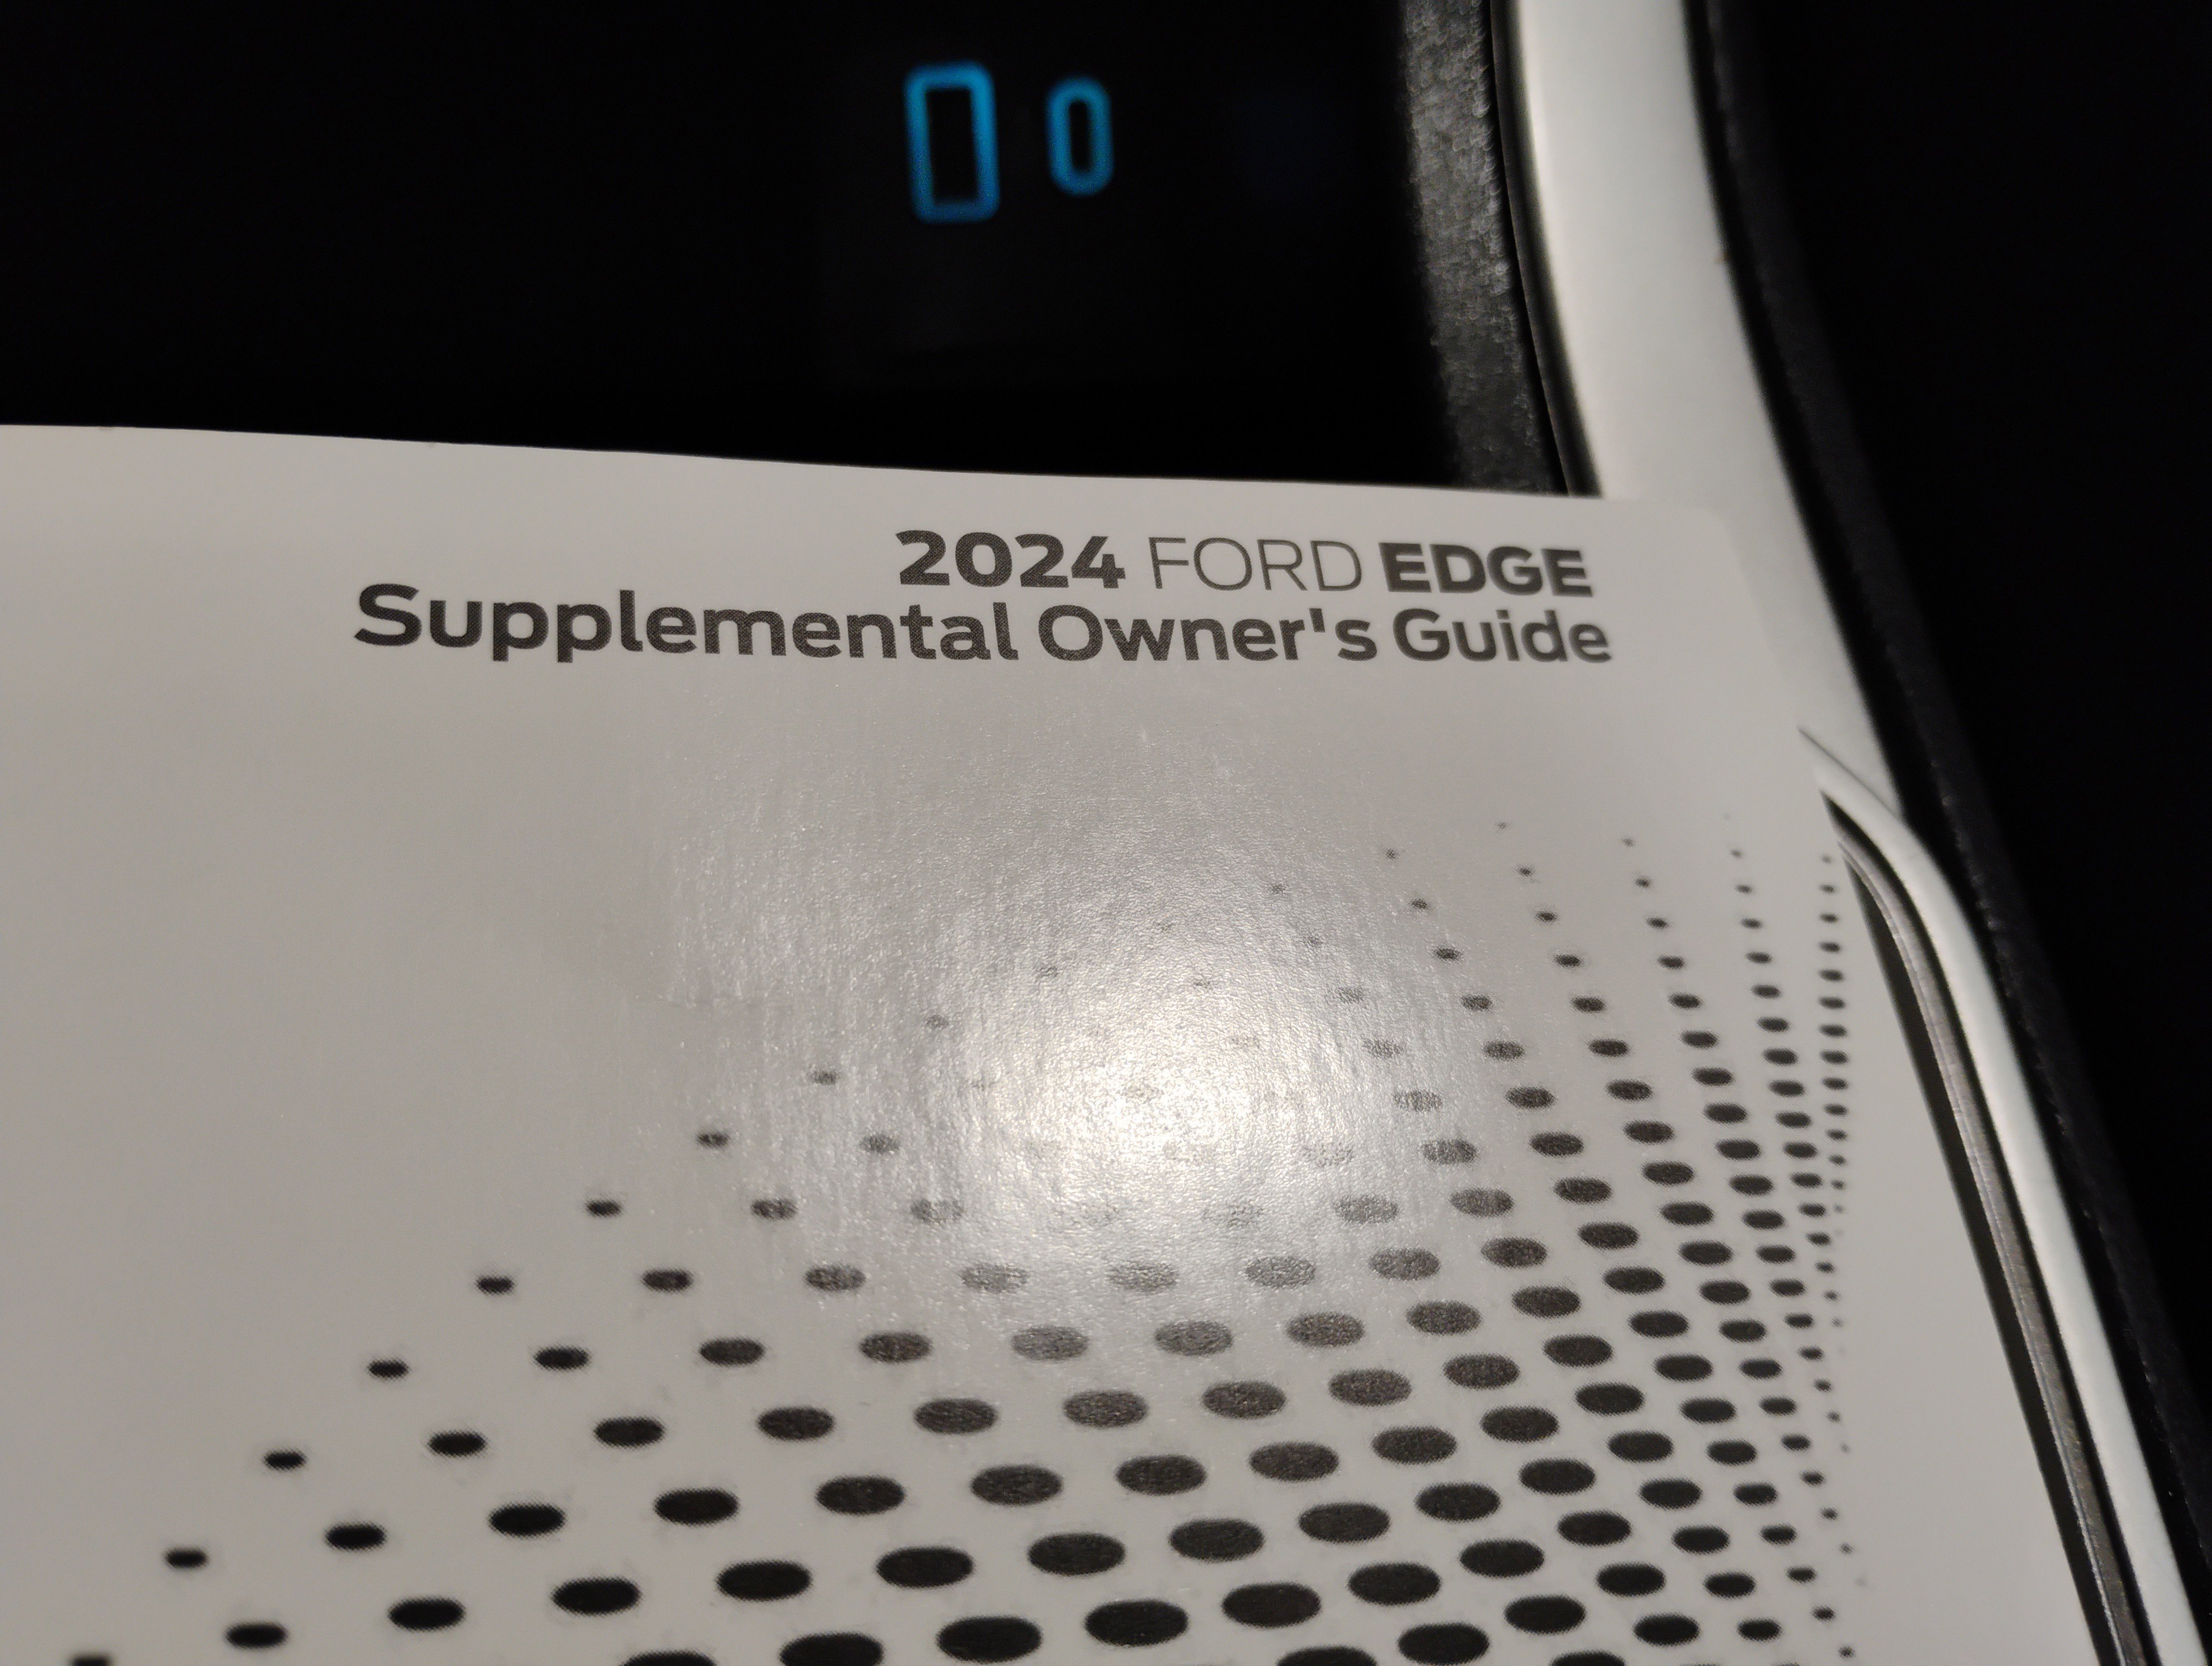 2024 FORD EDGE
Supplemental Owner's Guide